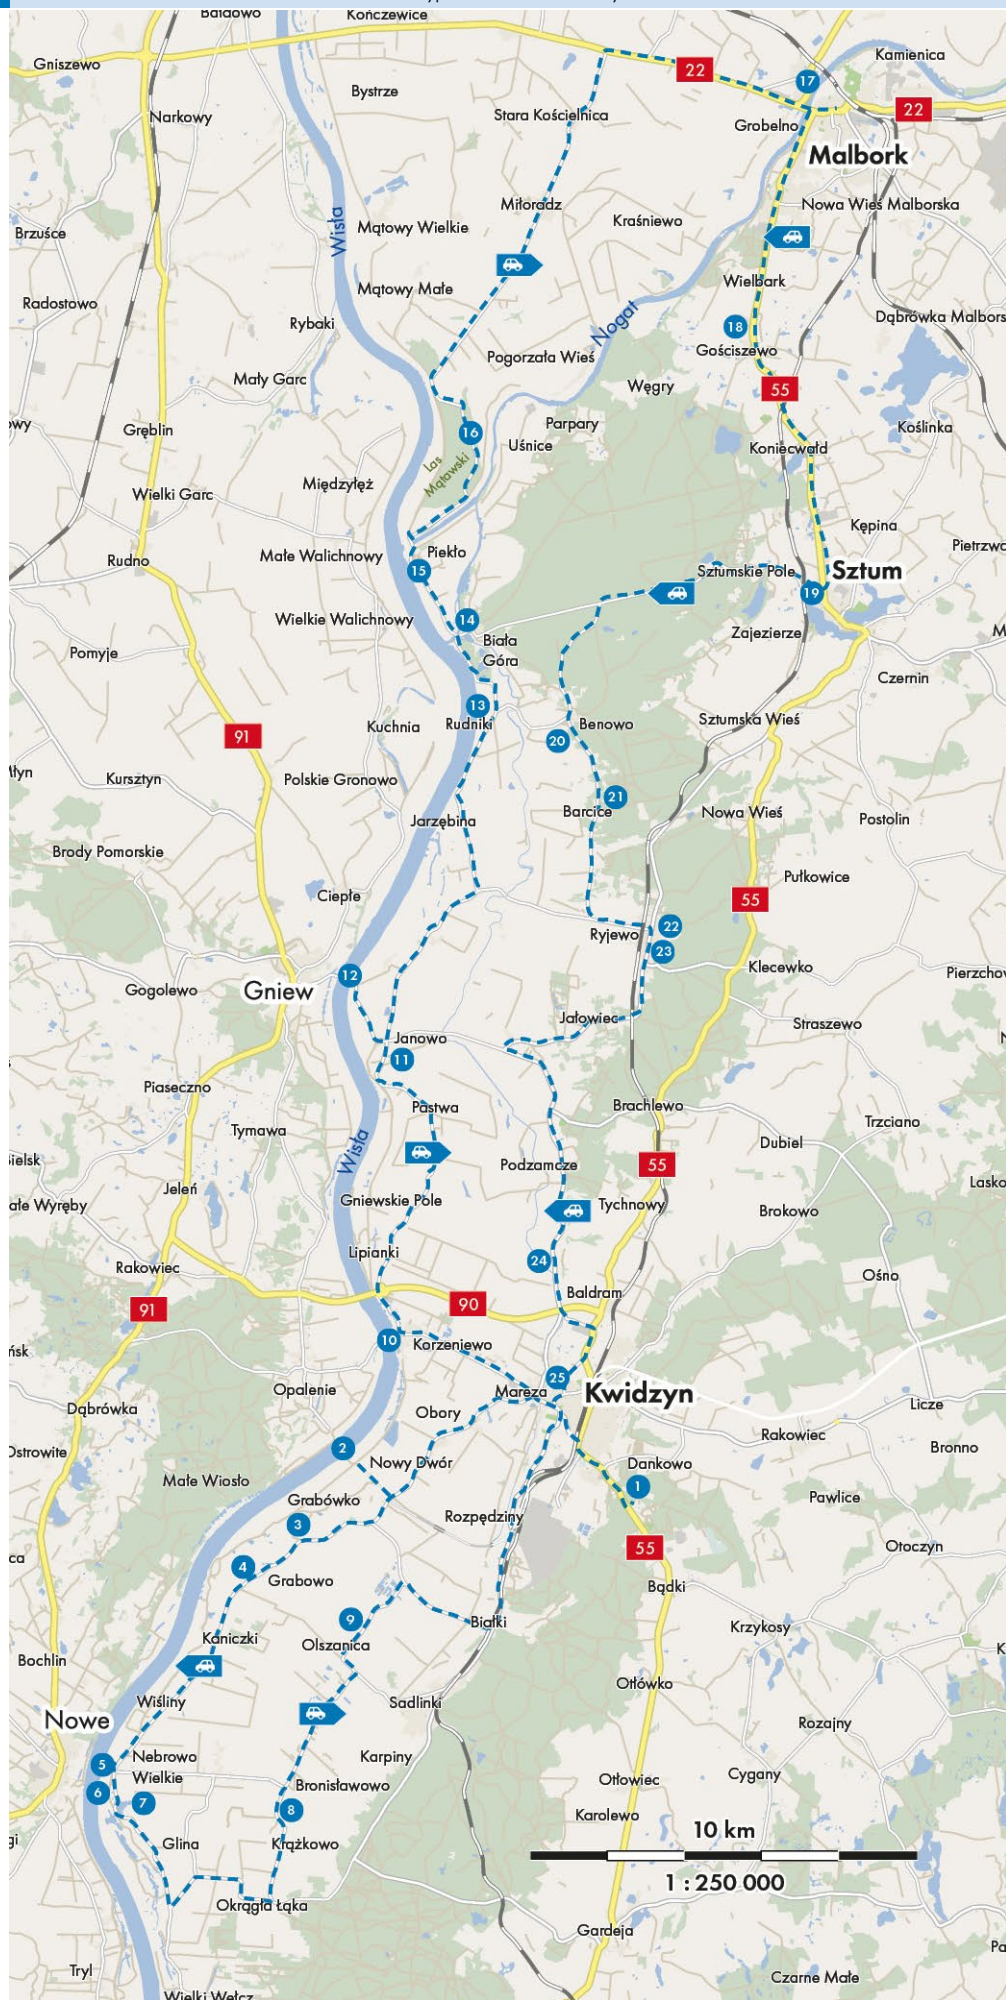 Kończewice
Gniszewo
Kamienica
22
17
Bystrze
Narkowy
Stara Kościelnica
22
Grobelno
Malbork
Miłoradz
Nowa Wieś Malborska
Brzuśce
Wisła
Mątowy Wielkie
Kraśniewo
Mątowy Małe
Wielbark
Radostowo
Rybaki
Nogat
18
Dąbrówka Malbors
Gościszewo
Pogorzała Wieś
Mały Garc
Węgry
55
Gręblin
16
Parpary
Koślinka
Uśnice
Koniecwałd
Las
Mątawski
Międzyłęż
Wielki Garc
Kępina
Rudno
Małe Walichnowy
Piekło
Pietrzwa
15
Sztumskie Pole
Sztum
19
Wielkie Walichnowy
14
Biała
Góra
Zajezierze
Pomyje
Czernin
13
Kuchnia
Rudniki
Benowo
Sztumska Wieś
91
20
Kursztyn
Polskie Gronowo
21
Jarzębina
Barcice
Nowa Wieś
Postolin
Brody Pomorskie
Pułkowice
Ciepłe
55
22
Ryjewo
23
12
Klecewko
Gniew
Gogolewo
Pierzchov
Jałowiec
Straszewo
Janowo
11
Piaseczno
Pastwa
Brachlewo
Trzciano
Tymawa
Dubiel
Wisła
Podzamcze
55
Jeleń
Gniewskie Pole
Tychnowy
Brokowo
Lasko
Lipianki
24
Rakowiec
Ośno
Baldram
91
90
10
Korzeniewo
25
Opalenie
Mareza
Kwidzyn
Dąbrówka
Obory
Licze
Rakowiec
2
Bronno
Ostrowite
Nowy Dwór
Dankowo
Małe Wiosło
1
Grabówko
Pawlice
3
Rozpędziny
55
Otoczyn
4
Grabowo
Bądki
9
Białki
Krzykosy
Kaniczki
Olszanica
Bochlin
Otłówko
Wiśliny
Sadlinki
Nowe
Rozajny
Nebrowo
Wielkie
Karpiny
5
Cygany
6
7
Bronisławowo
Otłowiec
8
Karolewo
Glina
Krążkowo
10 km
1 : 250 000
Okrągła Łąka
Gardeja
Tryl
Czarne Małe
Wielki Wełcz